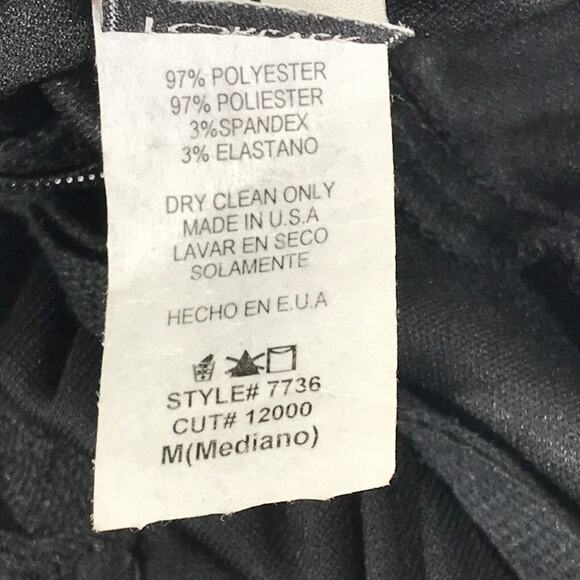 97% POLYESTER
97% POLIESTER
3%SPANDEX
3% ELASTANO
DRY CLEAN ONLY
MADE IN U.S.A
LAVAR EN SECO
SOLAMENTE
HECHO EN E.U.A
STYLE# 7736
CUT# 12000
M(Mediano)